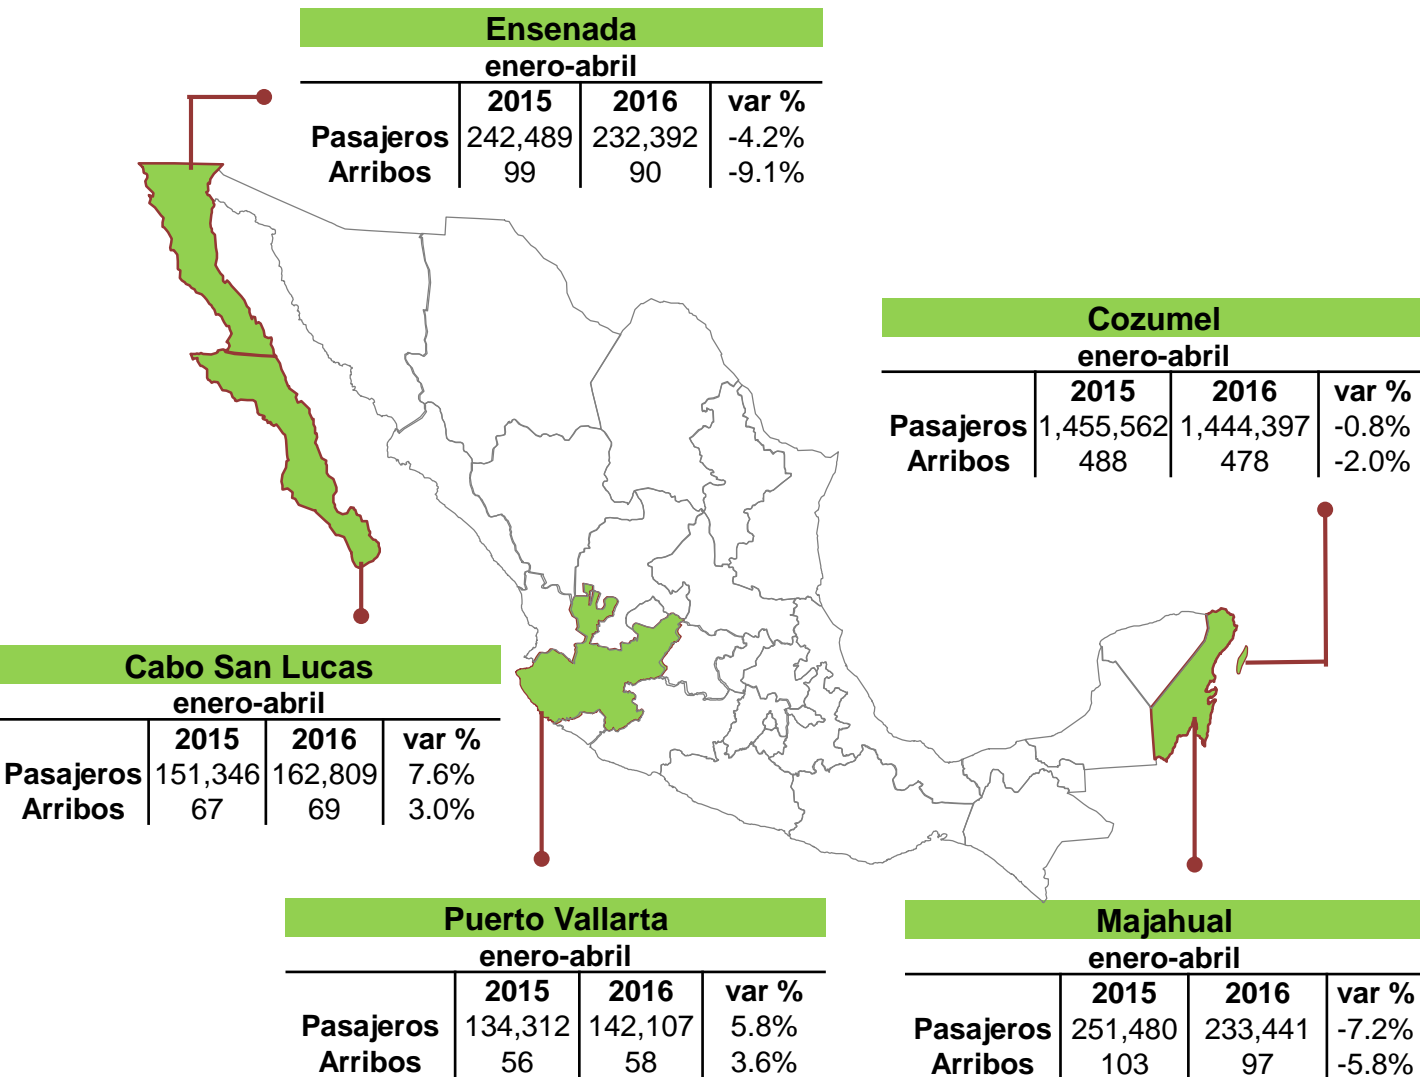 Ensenada
enero-abril
2015 2016 var %
Pasajeros 242,489 232,392 -4.2%
Arribos 99 90 -9.1%
Cozumel
enero-abril
2015 2016 var %
Pasajeros 1,455,562 1,444,397 -0.8%
Arribos 488 478 -2.0%
Cabo San Lucas
enero-abril
2015 2016 var %
Pasajeros 151,346 162,809 7.6%
Arribos 67 69 3.0%
Puerto Vallarta
enero-abril
2015 2016 var %
Pasajeros 134,312 142,107 5.8%
Arribos 56 58 3.6%
Majahual
enero-abril
2015 2016 var %
Pasajeros 251,480 233,441 -7.2%
Arribos 103 97 -5.8%